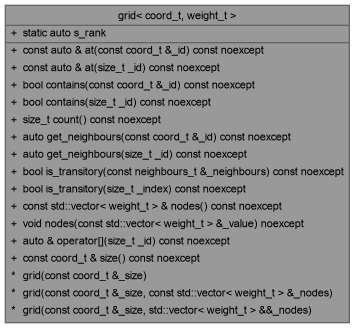 grid< coord_t, weight_t >
+ static auto s_rank
+ const auto & at(const coord_t &_id) const noexcept
+ const auto & at(size_t _id) const noexcept
+ bool contains(const coord_t &_id) const noexcept
+ bool contains(size_t _id) const noexcept
+ size_t count() const noexcept
+ auto get_neighbours(const coord_t &_id) const noexcept
+ auto get_neighbours(size_t _id) const noexcept
+ bool is_transitory(const neighbours_t &_neighbours) const noexcept
+ bool is_transitory(size_t _index) const noexcept
+ const std::vector< weight_t > & nodes() const noexcept
+ void nodes(const std::vector< weight_t > &_value) noexcept
+ auto & operator[](size_t _id) const noexcept
+ const coord_t & size() const noexcept
* grid(const coord_t &_size)
* grid(const coord_t &_size, const std::vector< weight_t > &_nodes)
* grid(const coord_t &_size, std::vector< weight_t > &&_nodes)